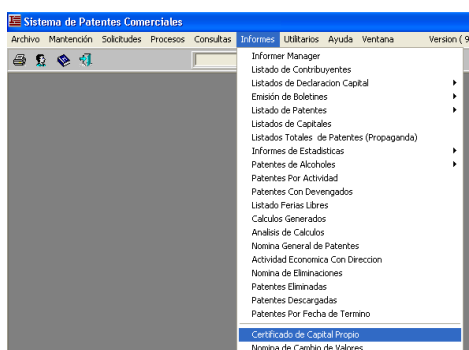 Sistema de Patentes Comerciales
Archivo Mantención Solicitudes Procesos Consultas Informes Utilitarios Ayuda Ventana Version ( 9
Informer Manager
Listado de Contribuyentes
Listados de Declaracion Capital
Emisión de Boletines
Listado de Patentes
Listados de Capitales
Listados Totales de Patentes (Propaganda)
Informes de Estadisticas
Patentes de Alcoholes
Patentes Por Actividad
Patentes Con Devengados
Listado Ferias Libres
Calculos Generados
Analisis de Calculos
Nomina General de Patentes
Actividad Economica Con Direccion
Nomina de Eliminaciones
Patentes Eliminadas
Patentes Descargadas
Patentes Por Fecha de Termino
Certificado de Capital Propio
Nomina de Cambio de Valores